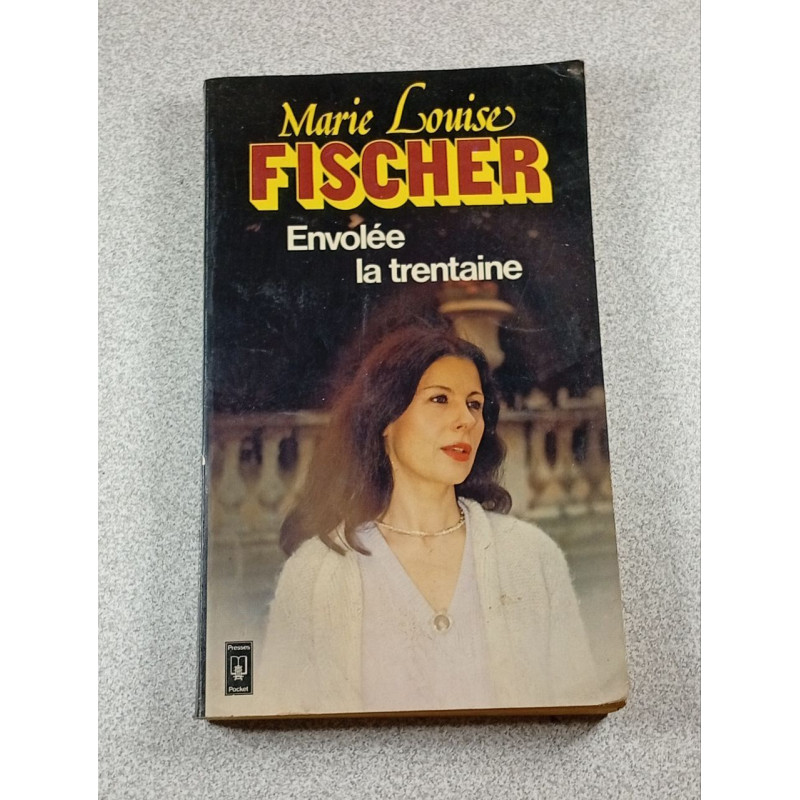 Marie Louise
FISCHER
Envolée
la trentaine
Presses
Pocket